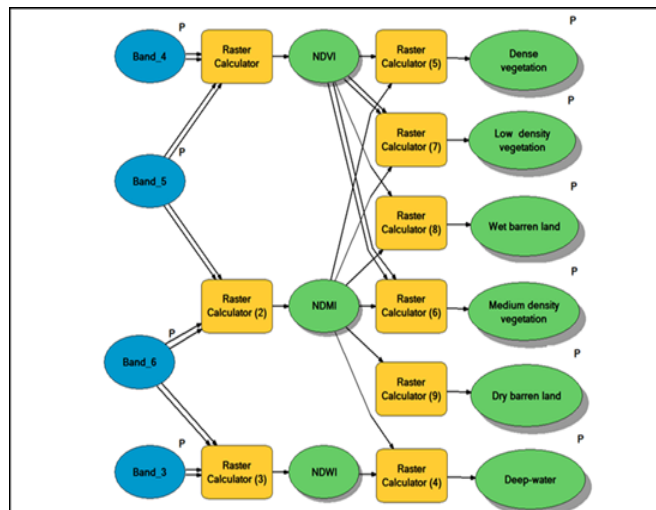 P
P
Band_4
Raster
Calculator
NDVI
Raster
Calculator (5)
Dense
vegetation
P
P
Band_5
Raster
Calculator (7)
Low density
vegetation
P
Raster
Calculator (8)
Wet barren land
P
P
Band_6
Raster
Calculator (2)
NDMI
Raster
Calculator (6)
Medium density
vegetation
P
Raster
Calculator (9)
Dry barren land
P
P
Band_3
Raster
Calculator (3)
NDWI
Raster
Calculator (4)
Deep-water